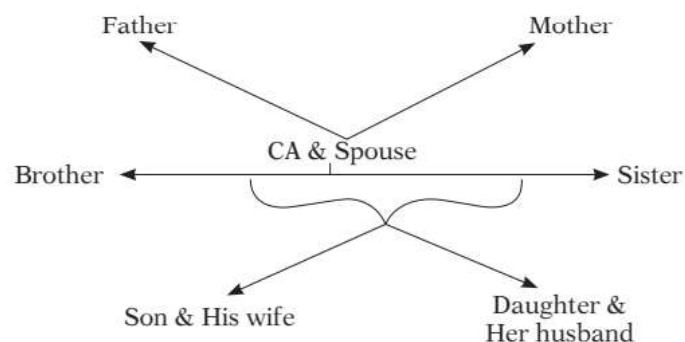 Father
Mother
CA & Spouse
Brother
Sister
Son & His wife
Daughter &
Her husband